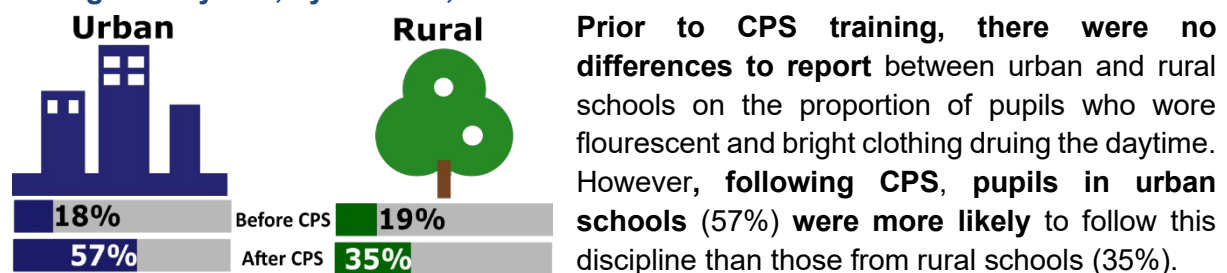 Urban
Rural
18%
Before CPS
19%
57%
After CPS
35%
Prior to CPS training, there were no
differences to report between urban and rural
schools on the proportion of pupils who wore
flourescent and bright clothing druing the daytime.
However, following CPS, pupils in urban
schools (57%) were more likely to follow this
discipline than those from rural schools (35%).